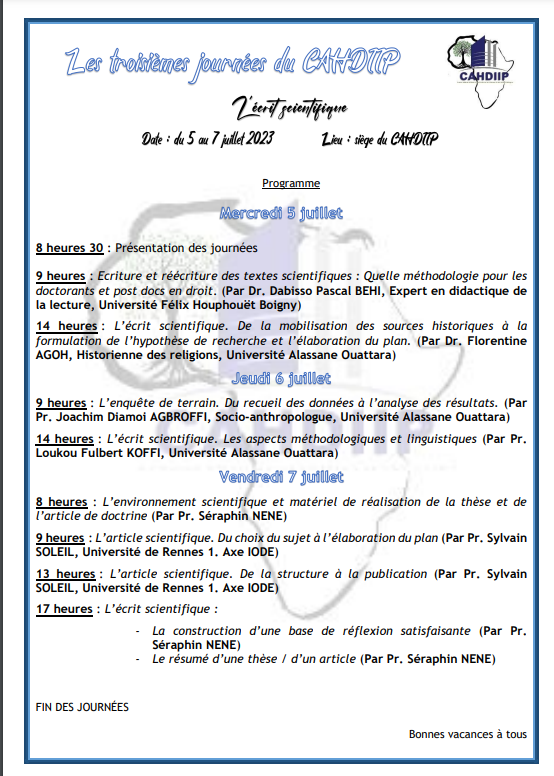 Les troisièmes journées du CAHDIIP
CAHDIIP
L'écrit scientifique
Date : du 5 au 7 juillet 2023 Lieu : siège du CAHDIIP
Programme
Mercredi 5 juillet
8 heures 30 : Présentation des journées
9 heures : Ecriture et réécriture des textes scientifiques : Quelle méthodologie pour les
doctorants et post docs en droit. (Par Dr. Dabisso Pascal BEHI, Expert en didactique de
la lecture, Université Félix Houphouët Boigny)
14 heures : L'écrit scientifique. De la mobilisation des sources historiques à la
formulation de l'hypothèse de recherche et l'élaboration du plan. (Par Dr. Florentine
AGOH, Historienne des religions, Université Alassane Ouattara)
Jeudi 6 juillet
9 heures : L'enquête de terrain. Du recueil des données à l'analyse des résultats. (Par
Pr. Joachim Diamoi AGBROFFI, Socio-anthropologue, Université Alassane Ouattara)
14 heures : L'écrit scientifique. Les aspects méthodologiques et linguistiques (Par Pr.
Loukou Fulbert KOFFI, Université Alassane Ouattara)
CAHDIIP
Vendredi 7 juillet
8 heures : L'environnement scientifique et matériel de réalisation de la thèse et de
l'article de doctrine (Par Pr. Séraphin NENE)
9 heures : L'article scientifique. Du choix du sujet à l'élaboration du plan (Par Pr. Sylvain
SOLEIL, Université de Rennes 1. Axe IODE)
13 heures : L'article scientifique. De la structure à la publication (Par Pr. Sylvain
SOLEIL, Université de Rennes 1. Axe IODE)
17 heures : L'écrit scientifique :
- La construction d'une base de réflexion satisfaisante (Par Pr.
Séraphin NENE)
- Le résumé d'une thèse / d'un article (Par Pr. Séraphin NENE)
FIN DES JOURNÉES
Bonnes vacances à tous